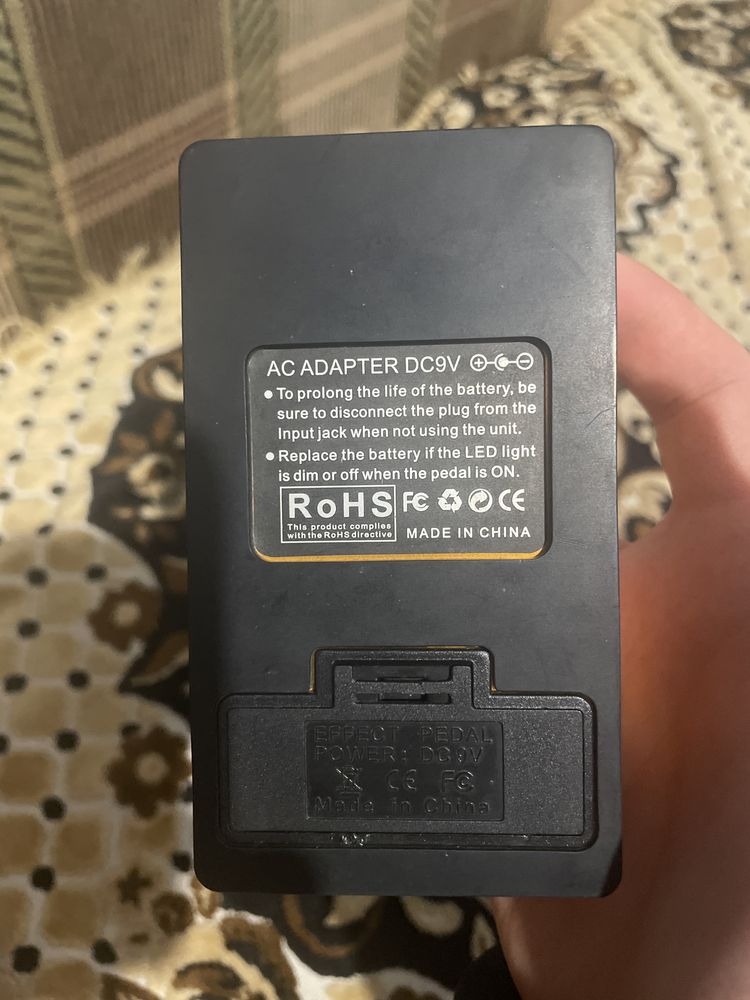 AC ADAPTER DC9V
• To prolong the life of the battery, be
sure to disconnect the plug from the
Input jack when not using the unit.
• Replace the battery if the LED light
is dim or off when the pedal is ON.
RoHS FC CE
This product complies
with the RoHS directive
MADE IN CHINA
EFFECT PEDAL
POWER: DC9V
CE FC
Made in China